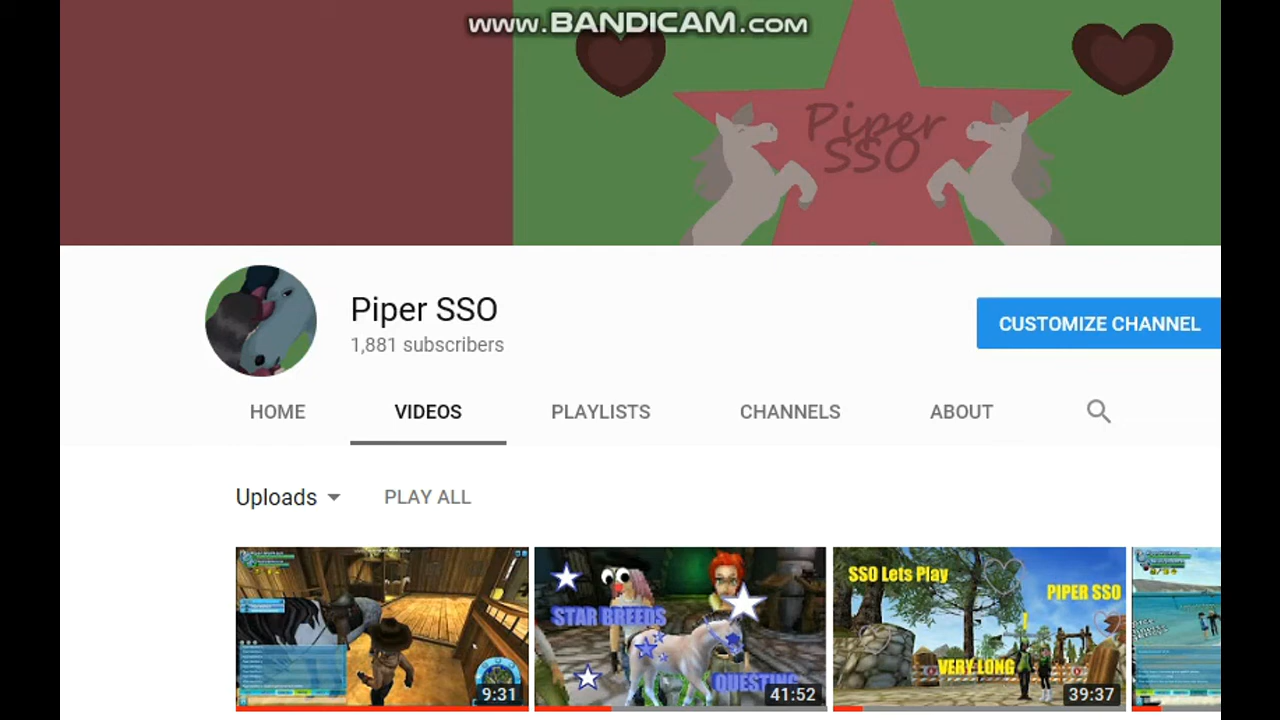 www.BANDICAM.com
Piper
SSO
Piper SSO
1,881 subscribers
CUSTOMIZE CHANNEL
HOME VIDEOS PLAYLISTS CHANNELS ABOUT
Uploads PLAY ALL
STAR BREEDS
QUESTING
41:52
9:31
SSO Lets Play
PIPER SSO
VERY LONG
39:37